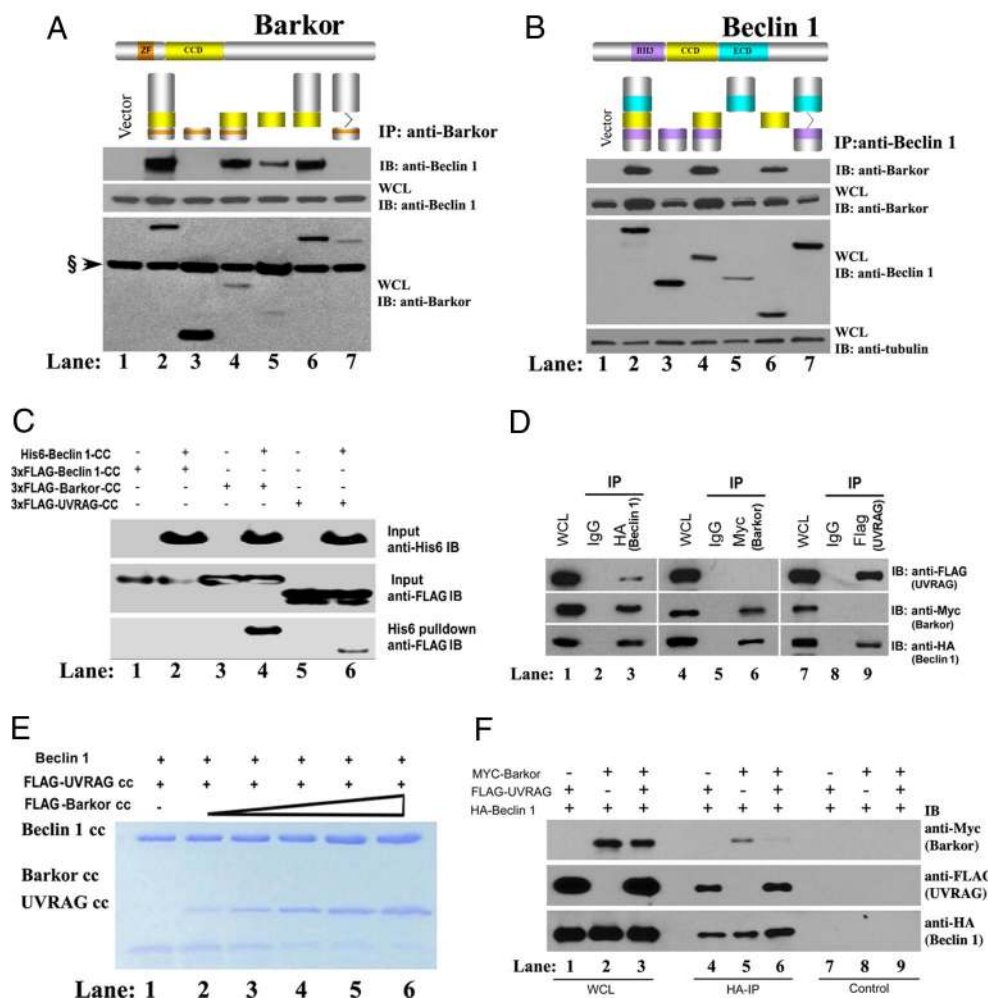 A
Barkor
ZF
CCD
Vector
IP: anti-Barkor
IB: anti-Beclin 1
WCL
IB: anti-Beclin 1
§
WCL
IB: anti-Barkor
Lane: 1 2 3 4 5 6 7
B
Beclin 1
BH3
CCD
ECD
Vector
IP:anti-Beclin 1
IB: anti-Barkor
WCL
IB: anti-Barkor
WCL
IB: anti-Beclin 1
WCL
IB: anti-tubulin
Lane: 1 2 3 4 5 6 7
C
His6-Beclin 1-CC - + - + - +
3xFLAG-Beclin 1-CC + + - - - -
3xFLAG-Barkor-CC - - + + - -
3xFLAG-UVRAG-CC - - - - + +
Input
anti-His6 IB
Input
anti-FLAG IB
His6 pulldown
anti-FLAG IB
Lane: 1 2 3 4 5 6
D
IP IP IP
WCL
IgG
HA
(Beclin 1)
WCL
IgG
Myc
(Barkor)
WCL
IgG
Flag
(UVRAG)
IB: anti-FLAG
(UVRAG)
IB: anti-Myc
(Barkor)
IB: anti-HA
(Beclin 1)
Lane: 1 2 3 4 5 6 7 8 9
E
Beclin 1 + + + + + +
FLAG-UVRAG cc + + + + + +
FLAG-Barkor cc -
Beclin 1 cc
Barkor cc
UVRAG cc
Lane: 1 2 3 4 5 6
F
MYC-Barkor - + + - + + - + +
FLAG-UVRAG + - + + - + + - +
HA-Beclin 1 + + + + + + + + +
IB
anti-Myc
(Barkor)
anti-FLAG
(UVRAG)
anti-HA
(Beclin 1)
Lane: 1 2 3 4 5 6 7 8 9
WCL HA-IP Control